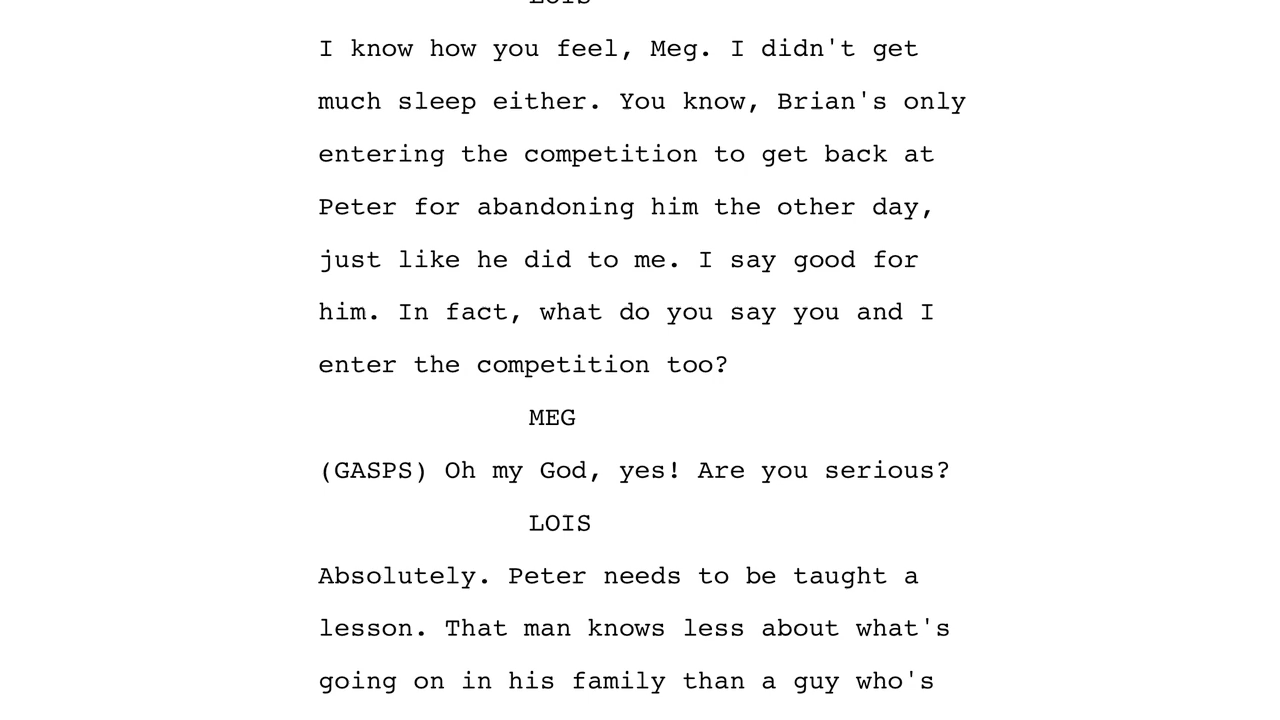 LOIS
I know how you feel, Meg. I didn't get
much sleep either. You know, Brian's only
entering the competition to get back at
Peter for abandoning him the other day,
just like he did to me. I say good for
him. In fact, what do you say you and I
enter the competition too?
MEG
(GASPS) Oh my God, yes! Are you serious?
LOIS
Absolutely. Peter needs to be taught a
lesson. That man knows less about what's
going on in his family than a guy who's